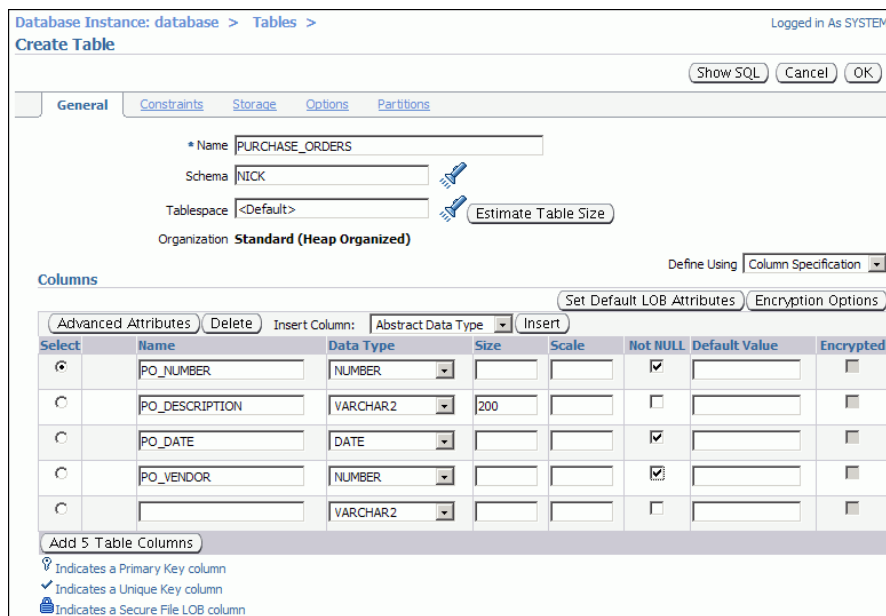 Database Instance: database > Tables >
Logged in As SYSTEM
Create Table
Show SQL Cancel OK
General Constraints Storage Options Partitions
* Name PURCHASE_ORDERS
Schema NICK
Tablespace <Default> Estimate Table Size
Organization Standard (Heap Organized)
Define Using Column Specification
Columns
Set Default LOB Attributes Encryption Options
Advanced Attributes Delete Insert Column: Abstract Data Type Insert
Select Name Data Type Size Scale Not NULL Default Value Encrypted
PO_NUMBER NUMBER
PO_DESCRIPTION VARCHAR2 200
PO_DATE DATE
PO_VENDOR NUMBER
VARCHAR2
Add 5 Table Columns
Indicates a Primary Key column
Indicates a Unique Key column
Indicates a Secure File LOB column